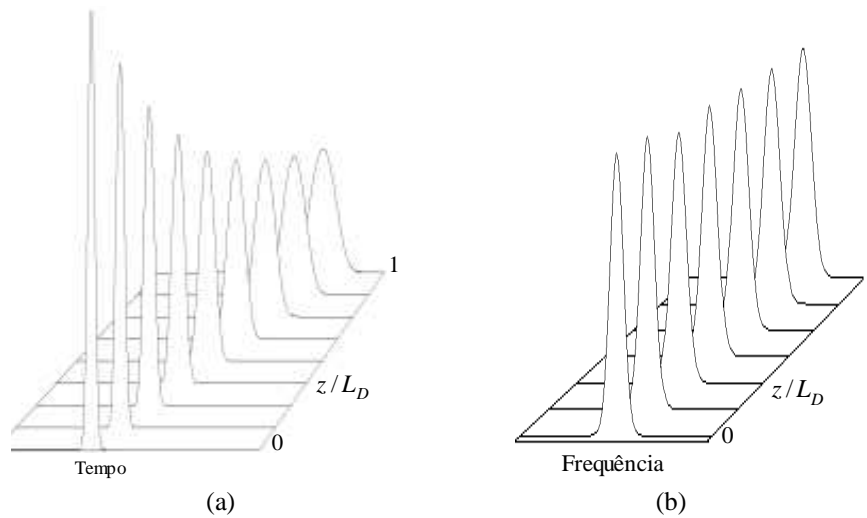 1
z / L_D
0
Tempo
(a)
z / L_D
0
Frequência
(b)